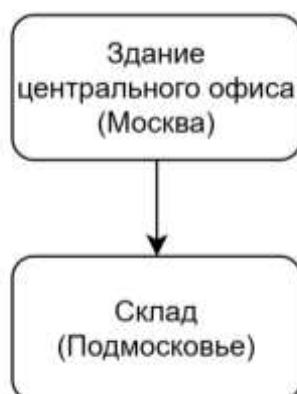 Здание
центрального офиса
(Москва)
Склад
(Подмосковье)